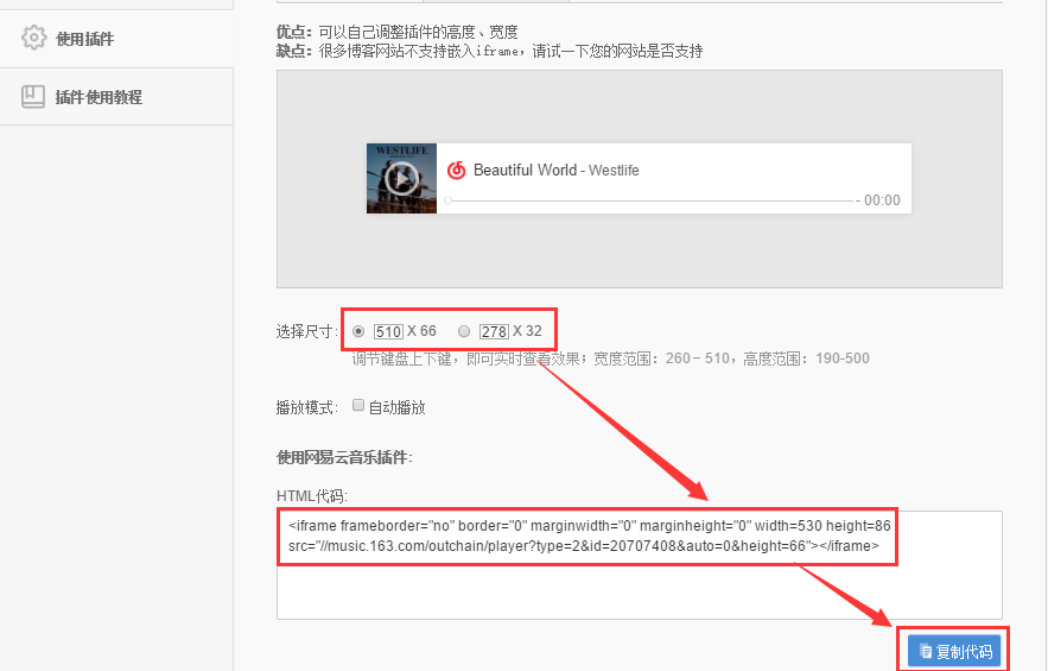 使用插件
插件使用教程
优点：可以自己调整插件的高度、宽度
缺点：很多博客网站不支持嵌入iframe，请试一下您的网站是否支持
WESTLIFE
Beautiful World - Westlife
- 00:00
选择尺寸: 510 X 66 278 X 32
调节键盘上下键，即可实时查看效果；宽度范围：260－510，高度范围：190-500
播放模式: 自动播放
使用网易云音乐插件:
HTML代码:
<iframe frameborder="no" border="0" marginwidth="0" marginheight="0" width=530 height=86
src="//music.163.com/outchain/player?type=2&id=20707408&auto=0&height=66"></iframe>
复制代码